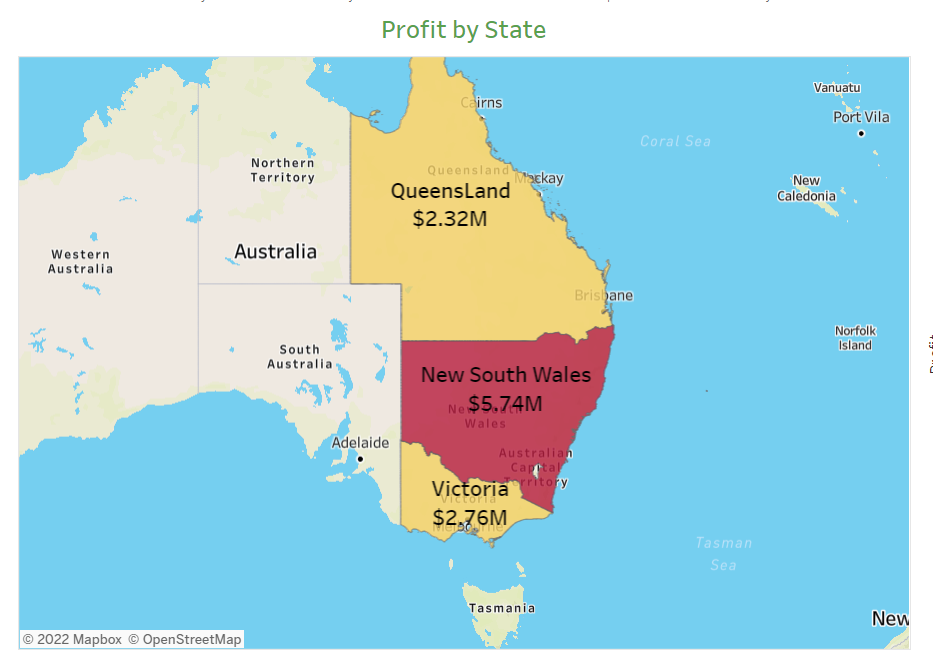 Profit by State
Cairns
Vanuatu
Port Vila
Coral Sea
Northern
Territory
Queensland
Mackay
QueensLand
$2.32M
New
Caledonia
Australia
Western
Australia
Brisbane
Norfolk
Island
South
Australia
New South Wales
$5.74M
New South
Wales
Adelaide
Australian
Capital
Territory
Victoria
Victoria
$2.76M
Melbourne
Tasman
Sea
Tasmania
New
© 2022 Mapbox © OpenStreetMap